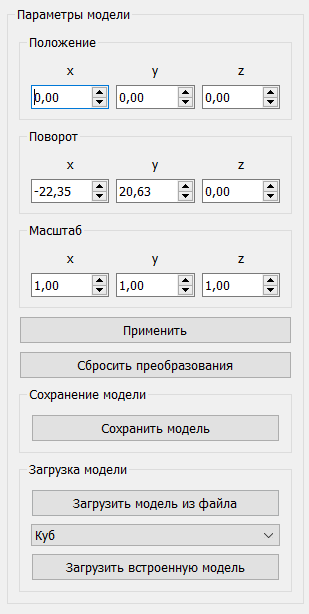 Параметры модели
Положение
x y z
0,00 0,00 0,00
Поворот
x y z
-22,35 20,63 0,00
Масштаб
x y z
1,00 1,00 1,00
Применить
Сбросить преобразования
Сохранение модели
Сохранить модель
Загрузка модели
Загрузить модель из файла
Куб
Загрузить встроенную модель